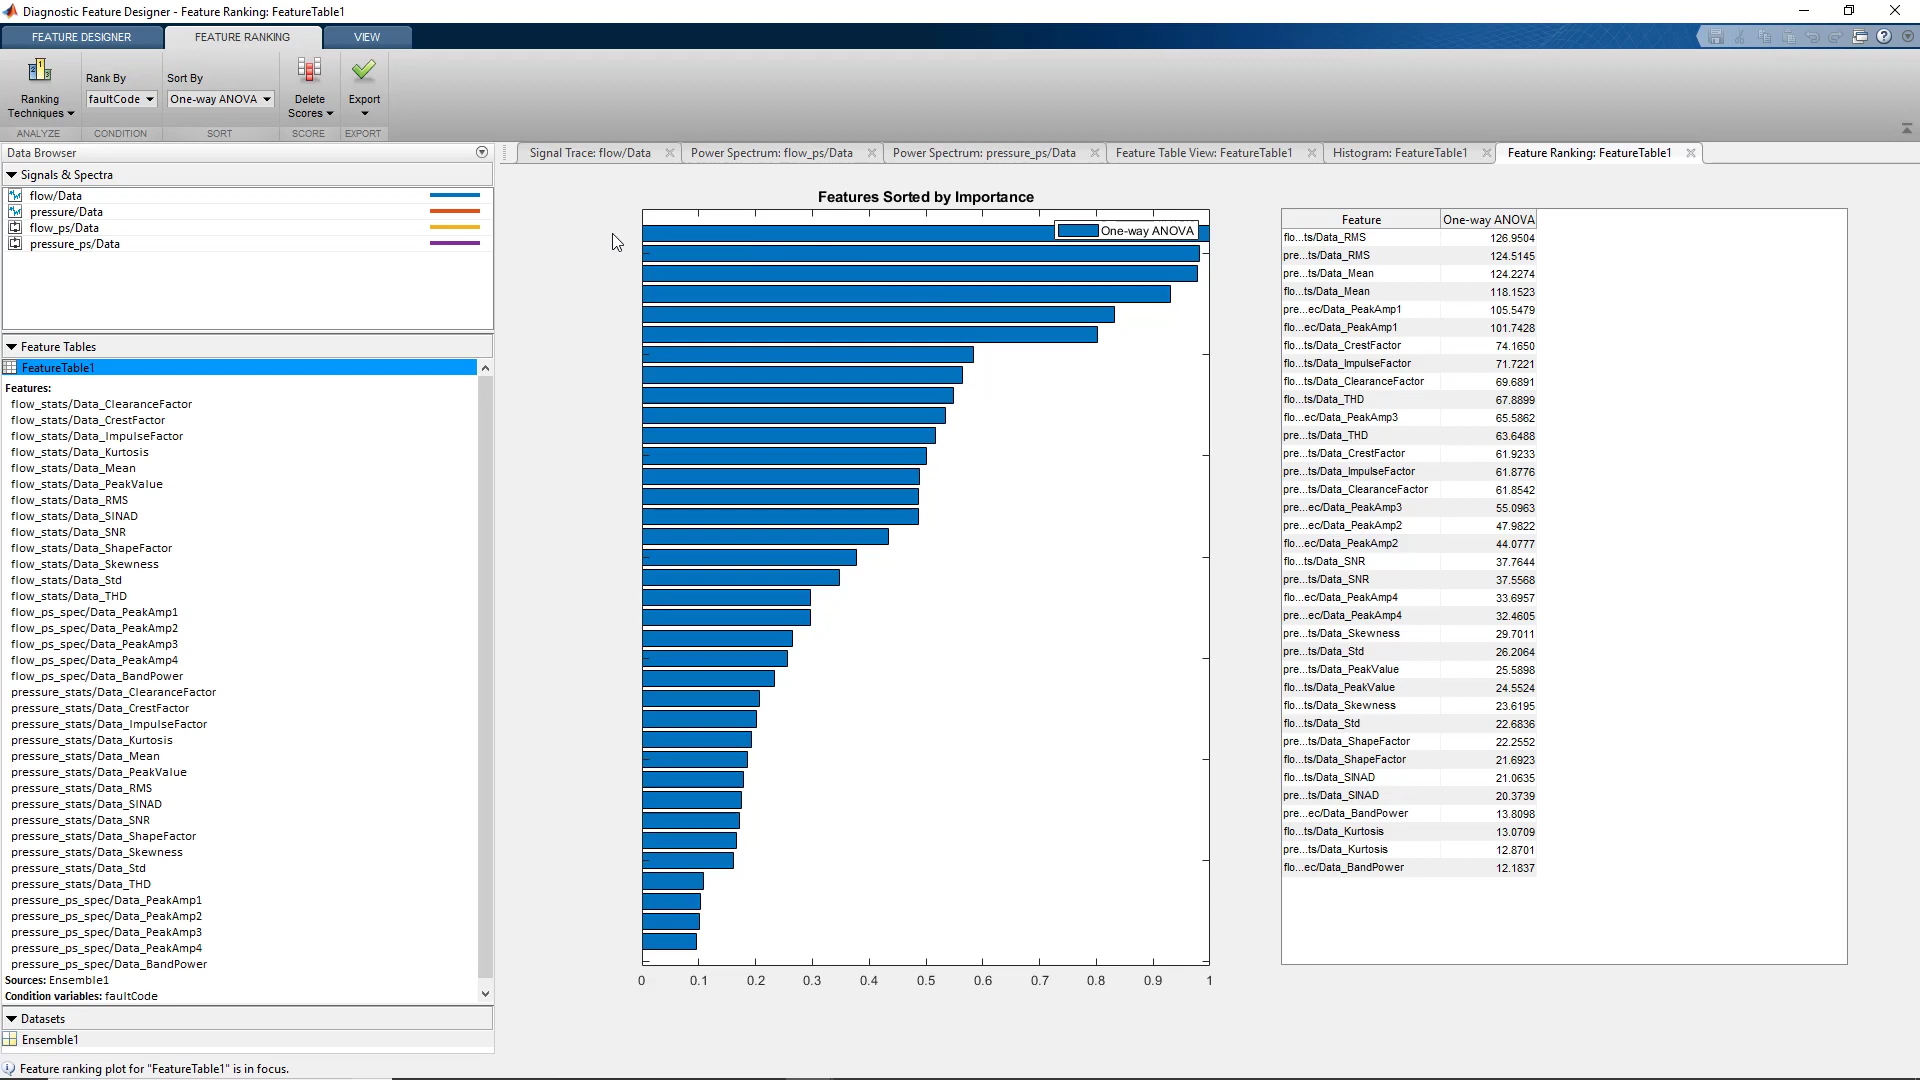 Diagnostic Feature Designer - Feature Ranking: FeatureTable1
FEATURE DESIGNER
FEATURE RANKING
VIEW
Ranking Techniques
Rank By
faultCode
Sort By
One-way ANOVA
Delete Scores
Export
ANALYZE
CONDITION
SORT
SCORE
EXPORT
Data Browser
Signals & Spectra
flow/Data
pressure/Data
flow_ps/Data
pressure_ps/Data
Feature Tables
FeatureTable1
Features:
flow_stats/Data_ClearanceFactor
flow_stats/Data_CrestFactor
flow_stats/Data_ImpulseFactor
flow_stats/Data_Kurtosis
flow_stats/Data_Mean
flow_stats/Data_PeakValue
flow_stats/Data_RMS
flow_stats/Data_SINAD
flow_stats/Data_SNR
flow_stats/Data_ShapeFactor
flow_stats/Data_Skewness
flow_stats/Data_Std
flow_stats/Data_THD
flow_ps_spec/Data_PeakAmp1
flow_ps_spec/Data_PeakAmp2
flow_ps_spec/Data_PeakAmp3
flow_ps_spec/Data_PeakAmp4
flow_ps_spec/Data_BandPower
pressure_stats/Data_ClearanceFactor
pressure_stats/Data_CrestFactor
pressure_stats/Data_ImpulseFactor
pressure_stats/Data_Kurtosis
pressure_stats/Data_Mean
pressure_stats/Data_PeakValue
pressure_stats/Data_RMS
pressure_stats/Data_SINAD
pressure_stats/Data_SNR
pressure_stats/Data_ShapeFactor
pressure_stats/Data_Skewness
pressure_stats/Data_Std
pressure_stats/Data_THD
pressure_ps_spec/Data_PeakAmp1
pressure_ps_spec/Data_PeakAmp2
pressure_ps_spec/Data_PeakAmp3
pressure_ps_spec/Data_PeakAmp4
pressure_ps_spec/Data_BandPower
Sources: Ensemble1
Condition variables: faultCode
Datasets
Ensemble1
Feature ranking plot for "FeatureTable1" is in focus.
Signal Trace: flow/Data
Power Spectrum: flow_ps/Data
Power Spectrum: pressure_ps/Data
Feature Table View: FeatureTable1
Histogram: FeatureTable1
Feature Ranking: FeatureTable1
Features Sorted by Importance
One-way ANOVA
0 0.1 0.2 0.3 0.4 0.5 0.6 0.7 0.8 0.9 1
Feature One-way ANOVA
flo...ts/Data_RMS 126.9504
pre...ts/Data_RMS 124.5145
pre...ts/Data_Mean 124.2274
flo...ts/Data_Mean 118.1523
pre...ec/Data_PeakAmp1 105.5479
flo...ec/Data_PeakAmp1 101.7428
flo...ts/Data_CrestFactor 74.1650
flo...ts/Data_ImpulseFactor 71.7221
flo...ts/Data_ClearanceFactor 69.6891
flo...ts/Data_THD 67.8899
flo...ec/Data_PeakAmp3 65.5862
pre...ts/Data_THD 63.6488
pre...ts/Data_CrestFactor 61.9233
pre...ts/Data_ImpulseFactor 61.8776
pre...ts/Data_ClearanceFactor 61.8542
pre...ec/Data_PeakAmp3 55.0963
pre...ec/Data_PeakAmp2 47.9822
flo...ec/Data_PeakAmp2 44.0777
flo...ts/Data_SNR 37.7644
pre...ts/Data_SNR 37.5568
flo...ec/Data_PeakAmp4 33.6957
pre...ec/Data_PeakAmp4 32.4605
pre...ts/Data_Skewness 29.7011
pre...ts/Data_Std 26.2064
pre...ts/Data_PeakValue 25.5898
flo...ts/Data_PeakValue 24.5524
flo...ts/Data_Skewness 23.6195
flo...ts/Data_Std 22.6836
pre...ts/Data_ShapeFactor 22.2552
flo...ts/Data_ShapeFactor 21.6923
flo...ts/Data_SINAD 21.0635
pre...ts/Data_SINAD 20.3739
pre...ec/Data_BandPower 13.8098
flo...ts/Data_Kurtosis 13.0709
pre...ts/Data_Kurtosis 12.8701
flo...ec/Data_BandPower 12.1837